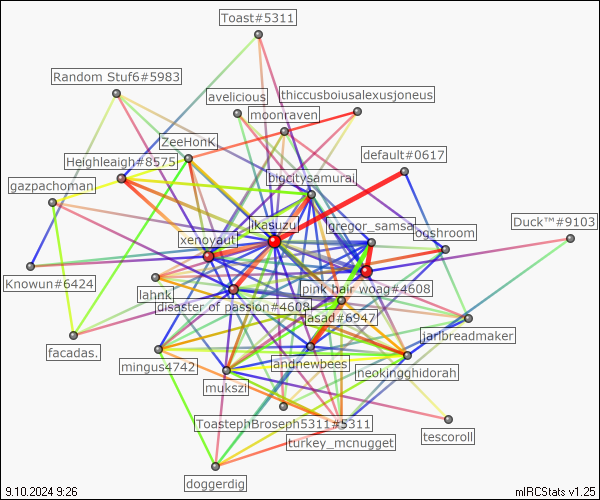 Toast#5311
Random Stuf6#5983
avelicious
thiccusboiusalexusjoneus
moonraven
ZeeHonK
default#0617
Heighleaigh#8575
bigcitysamurai
gazpachoman
lkasuzu
gregor_samsa
Duck™#9103
xenoyaut
ogshroom
Knowun#6424
lahnk
pink hair woag#4608
disaster of passion#4608
asad#6947
jaribreadmaker
facadas.
mingus4742
andnewbees
neokingghidorah
mukszi
ToastephBroseph5311#5311
turkey_mcnugget
tescoroll
doggerdig
9.10.2024 9:26
mIRCStats v1.25